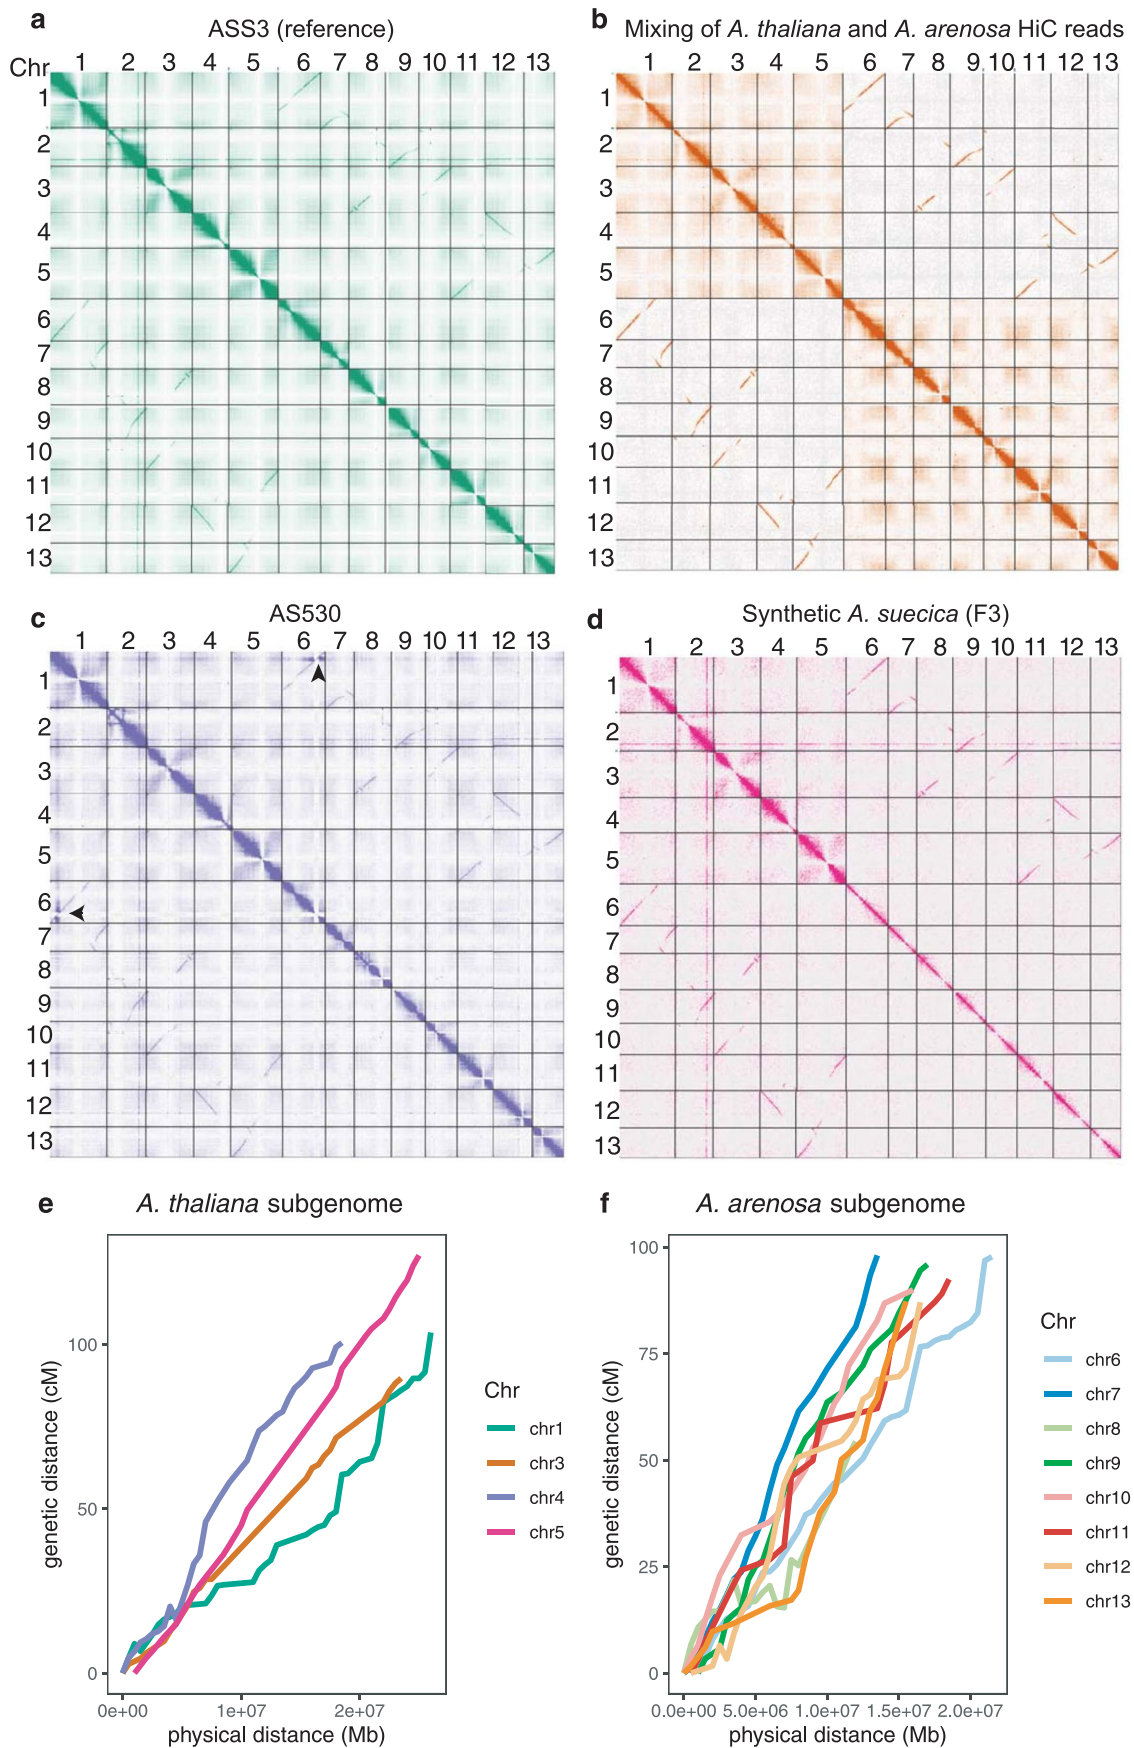 a
ASS3 (reference)
Chr 1 2 3 4 5 6 7 8 9 10 11 12 13
1
2
3
4
5
6
7
8
9
10
11
12
13
b
Mixing of A. thaliana and A. arenosa HiC reads
1 2 3 4 5 6 7 8 9 10 11 12 13
1
2
3
4
5
6
7
8
9
10
11
12
13
c
AS530
1 2 3 4 5 6 7 8 9 10 11 12 13
1
2
3
4
5
6
7
8
9
10
11
12
13
d
Synthetic A. suecica (F3)
1 2 3 4 5 6 7 8 9 10 11 12 13
1
2
3
4
5
6
7
8
9
10
11
12
13
e
A. thaliana subgenome
genetic distance (cM)
100
50
0
0e+00 1e+07 2e+07
physical distance (Mb)
Chr
chr1
chr3
chr4
chr5
f
A. arenosa subgenome
genetic distance (cM)
100
75
50
25
0
0.0e+00 5.0e+06 1.0e+07 1.5e+07 2.0e+07
physical distance (Mb)
Chr
chr6
chr7
chr8
chr9
chr10
chr11
chr12
chr13